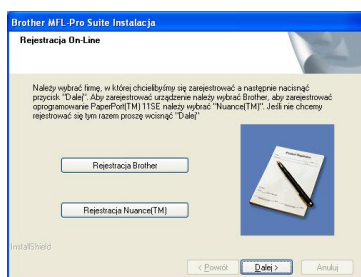 Brother MFL-Pro Suite Instalacja
Rejestracja On-Line
Należy wybrać firmę, w której chcielibyśmy się zarejestrować a następnie nacisnąć
przycisk "Dalej". Aby zarejestrować urządzenie należy wybrać Brother, aby zarejestrować
oprogramowanie PaperPort(TM) 11SE należy wybrać "Nuance(TM)". Jeśli nie chcemy
rejestrować się tym razem proszę wcisnąć "Dalej"
Rejestracja Brother
Rejestracja Nuance(TM)
InstallShield
< Powrót
Dalej >
Anuluj